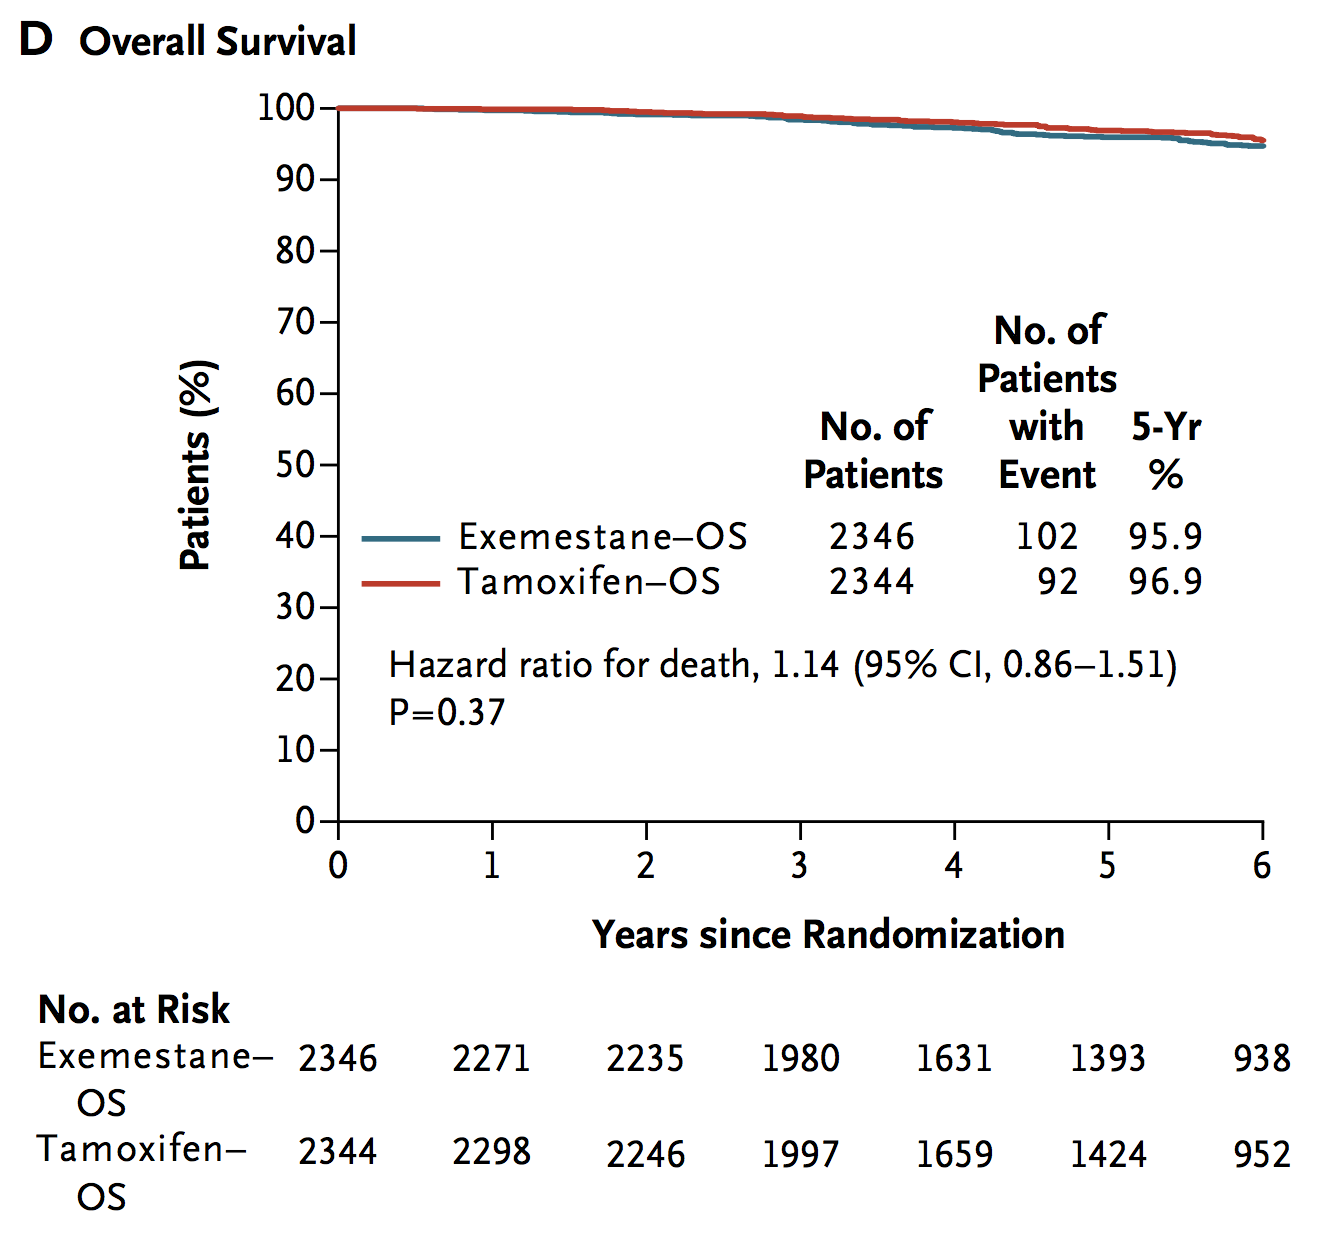 D Overall Survival
100
90
80
70
60
50
40
30
20
10
0
Patients (%)
No. of
Patients
with
Event
No. of
Patients
5-Yr
%
Exemestane–OS 2346 102 95.9
Tamoxifen–OS 2344 92 96.9
Hazard ratio for death, 1.14 (95% CI, 0.86–1.51)
P=0.37
0 1 2 3 4 5 6
Years since Randomization
No. at Risk
Exemestane– 2346 2271 2235 1980 1631 1393 938
OS
Tamoxifen– 2344 2298 2246 1997 1659 1424 952
OS